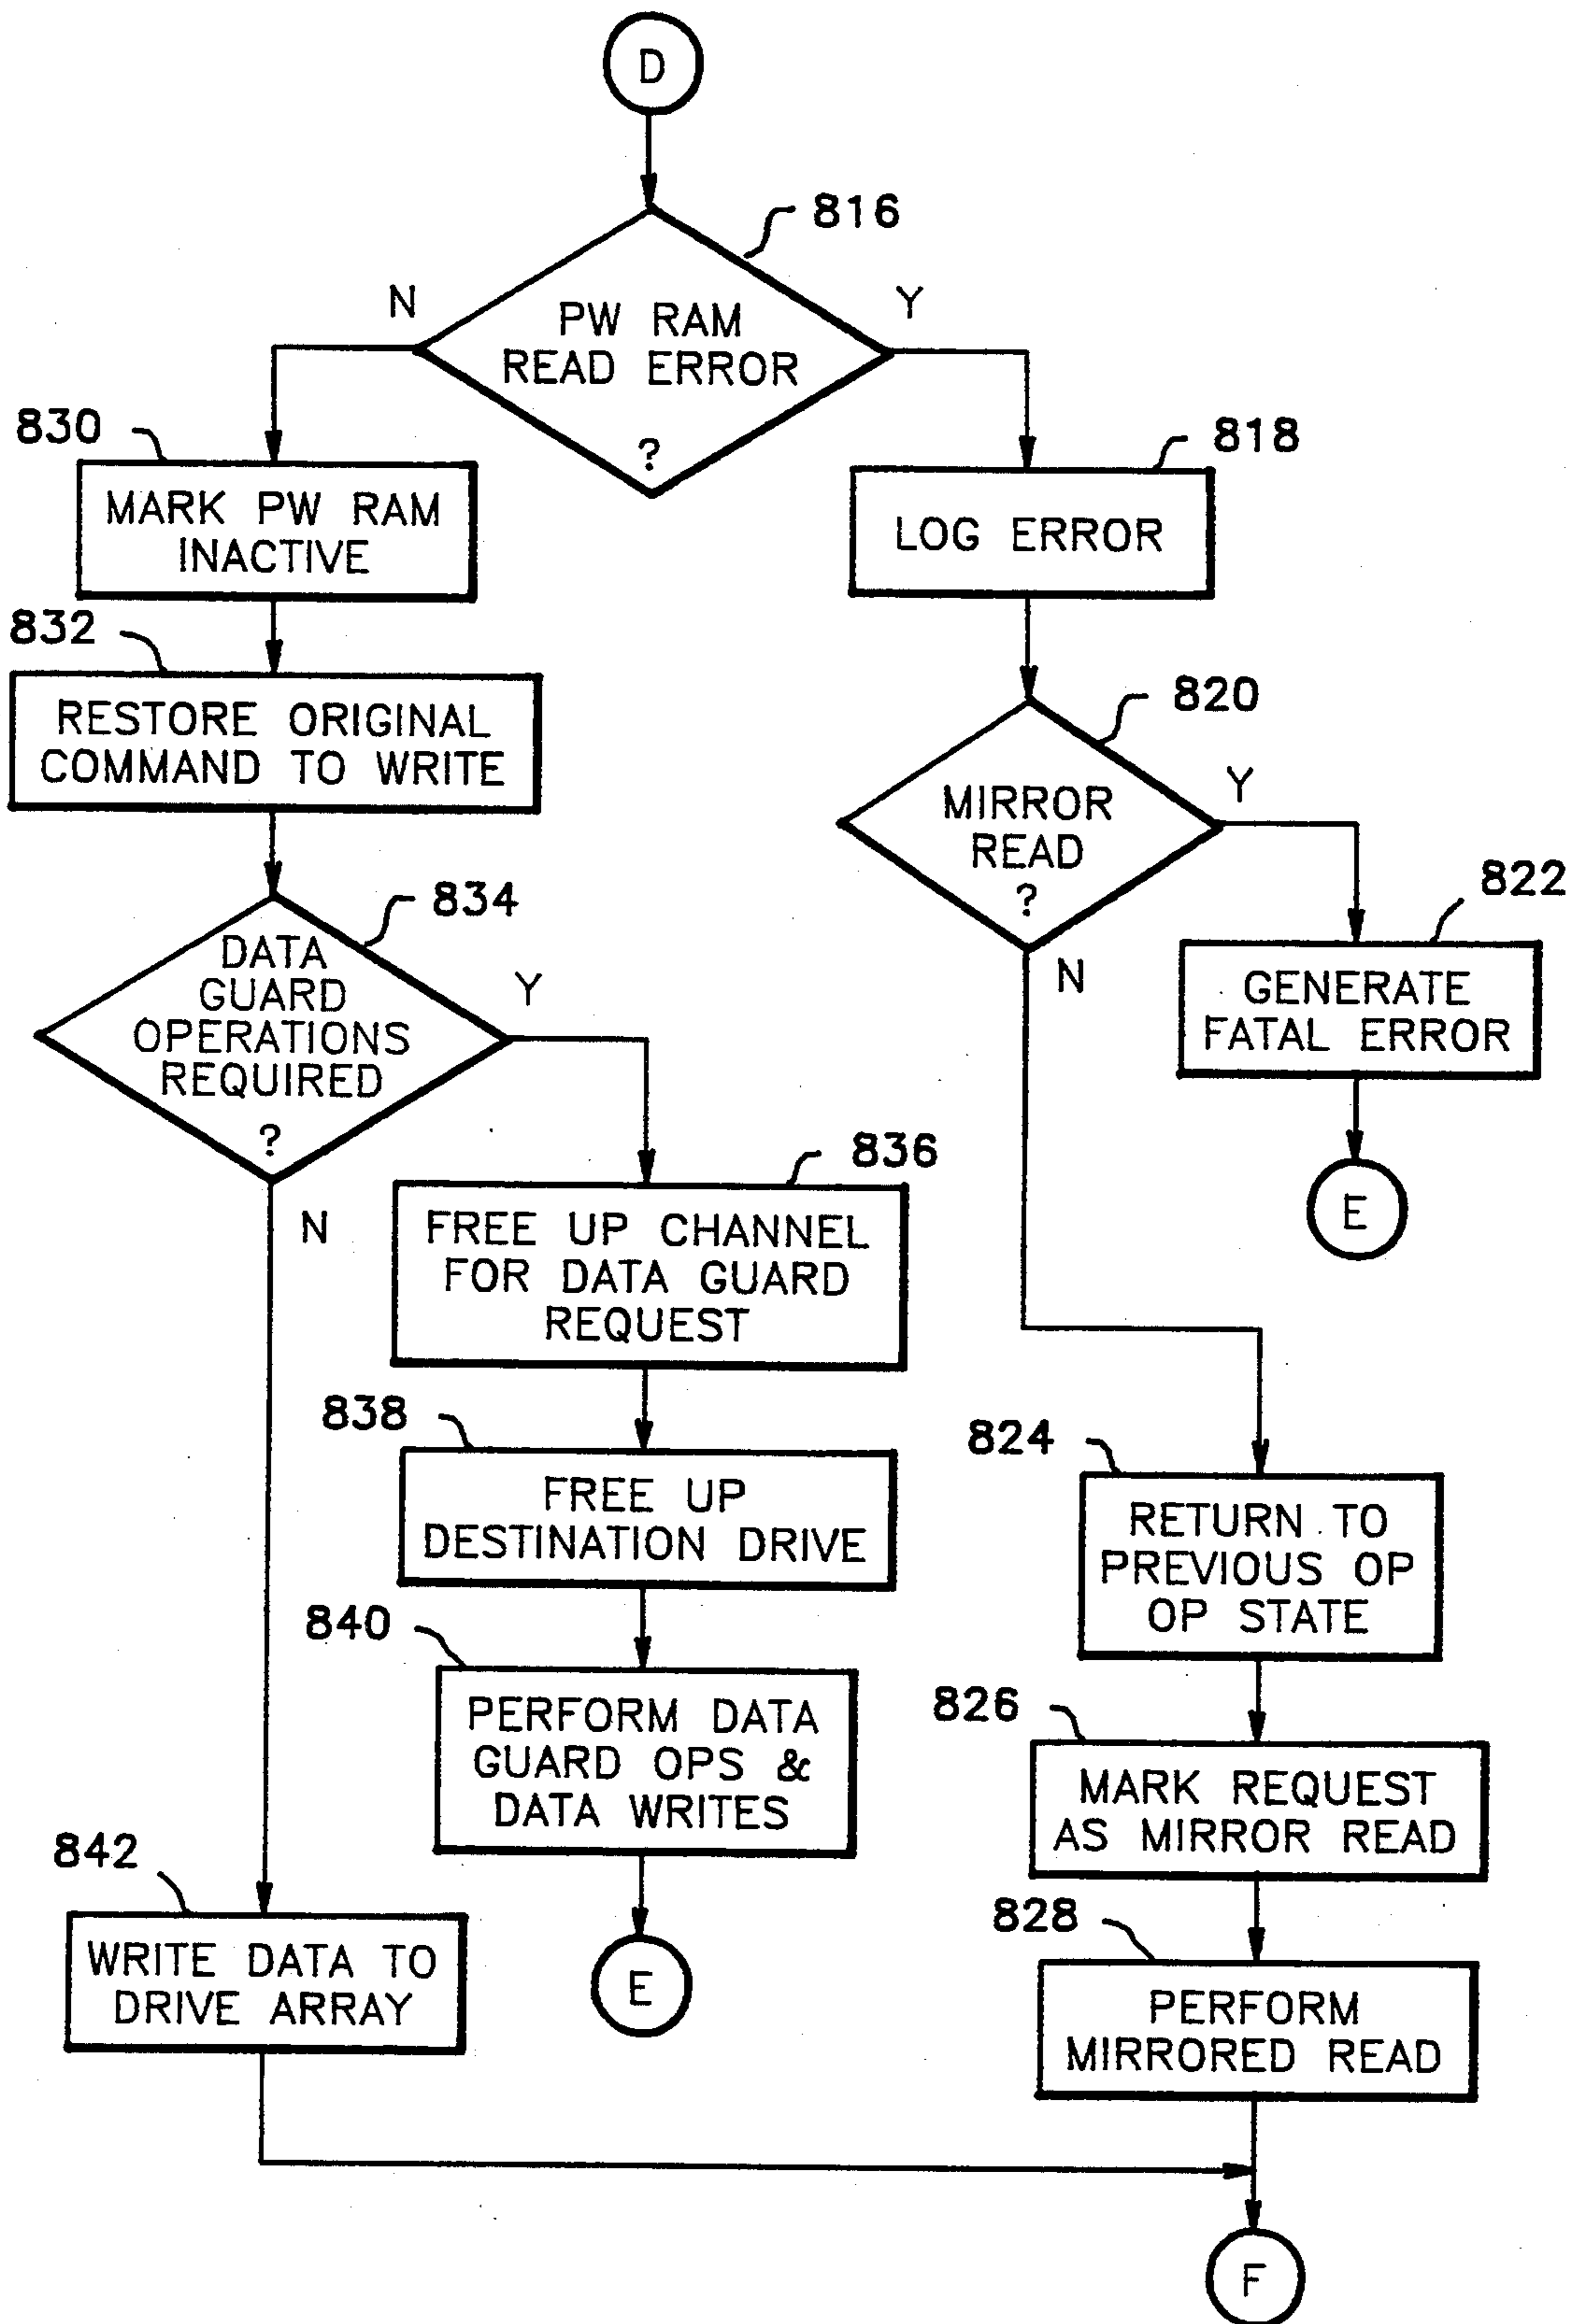 D
816
N
Y
PW RAM
READ ERROR
?
830
MARK PW RAM
INACTIVE
818
LOG ERROR
832
RESTORE ORIGINAL
COMMAND TO WRITE
820
MIRROR
READ
?
Y
N
822
GENERATE
FATAL ERROR
E
834
DATA
GUARD
OPERATIONS
REQUIRED
?
Y
N
836
FREE UP CHANNEL
FOR DATA GUARD
REQUEST
838
FREE UP
DESTINATION DRIVE
824
RETURN TO
PREVIOUS OP
OP STATE
840
PERFORM DATA
GUARD OPS &
DATA WRITES
E
826
MARK REQUEST
AS MIRROR READ
842
WRITE DATA TO
DRIVE ARRAY
828
PERFORM
MIRRORED READ
F